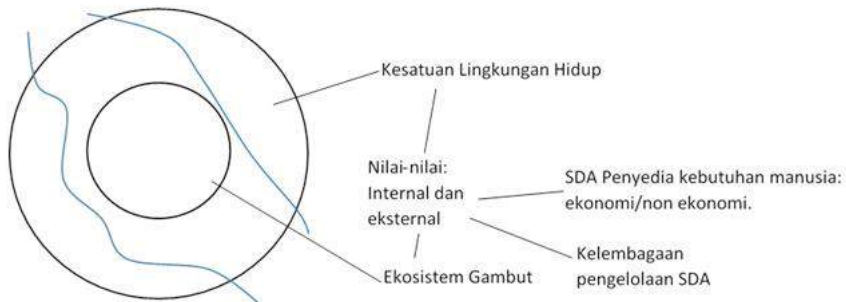 Kesatuan Lingkungan Hidup
Nilai-nilai:
Internal dan
eksternal
SDA Penyedia kebutuhan manusia:
ekonomi/non ekonomi.
Kelembagaan
pengelolaan SDA
Ekosistem Gambut